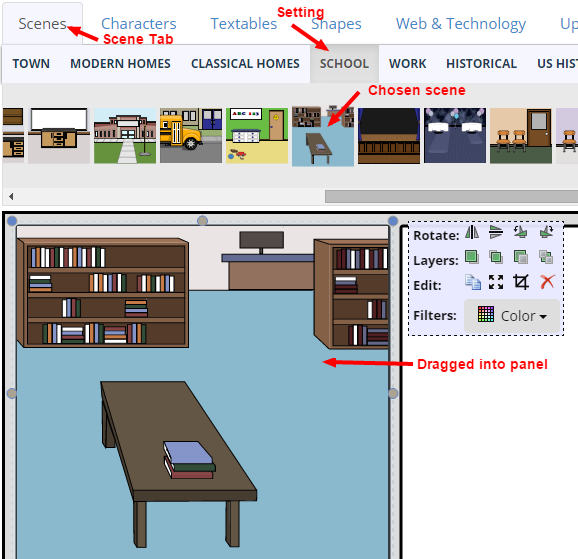 Setting
Scenes Characters Textables Shapes Web & Technology Up
Scene Tab
TOWN MODERN HOMES CLASSICAL HOMES SCHOOL WORK HISTORICAL US HIST
Chosen scene
ABC 123
Rotate:
Layers:
Edit:
Filters: Color
Dragged into panel